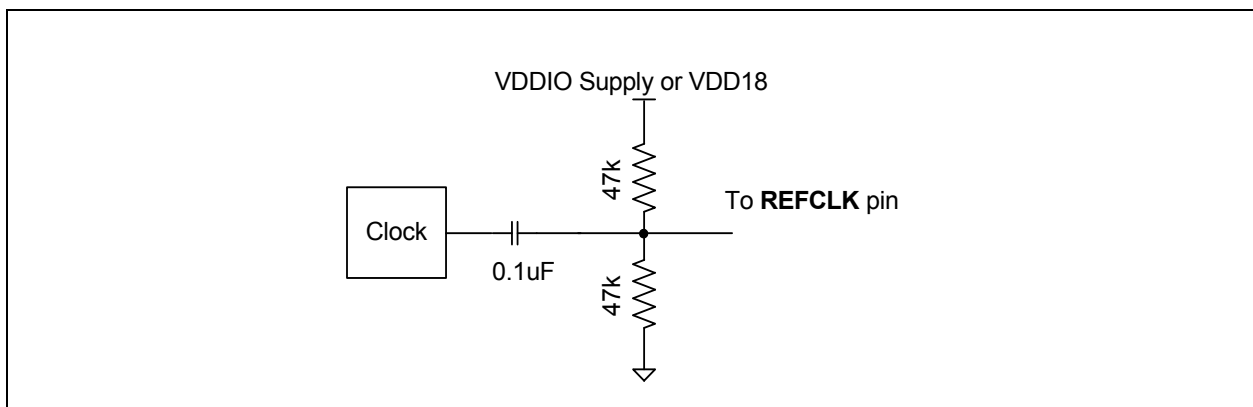 VDDIO Supply or VDD18
47k
To REFCLK pin
Clock
0.1uF
47k